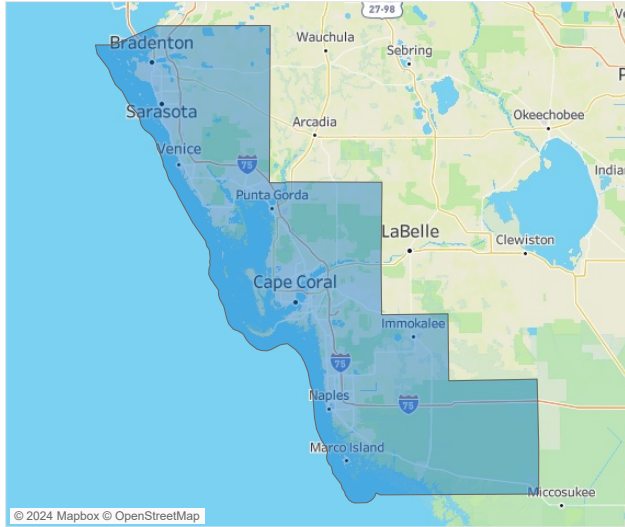 27-98
Bradenton
Wauchula
Sebring
Sarasota
Arcadia
Okeechobee
Venice
75
Punta Gorda
LaBelle
Clewiston
Cape Coral
Immokalee
75
Naples
75
Marco Island
Miccosukee
© 2024 Mapbox © OpenStreetMap